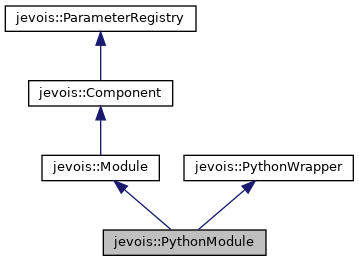 jevois::ParameterRegistry
jevois::Component
jevois::Module
jevois::PythonWrapper
jevois::PythonModule